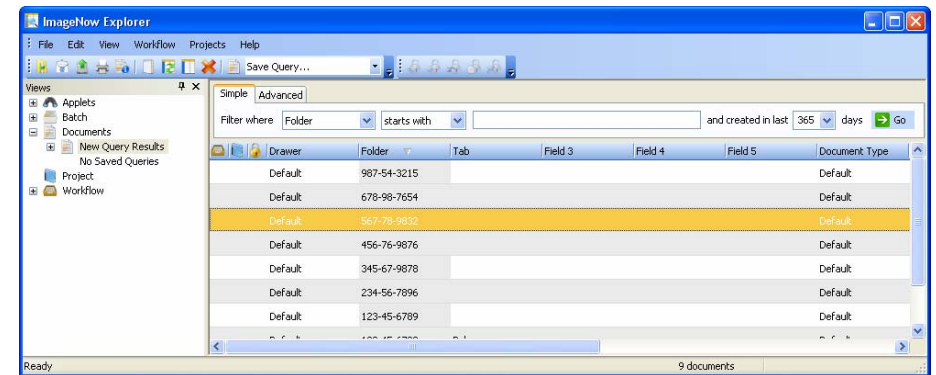 ImageNow Explorer
File Edit View Workflow Projects Help
Save Query...
Views
Applets
Batch
Documents
New Query Results
No Saved Queries
Project
Workflow
Simple Advanced
Filter where Folder starts with and created in last 365 days Go
Drawer Folder Tab Field 3 Field 4 Field 5 Document Type
Default 987-54-3215 Default
Default 678-98-7654 Default
Default 567-78-9832 Default
Default 456-76-9876 Default
Default 345-67-9878 Default
Default 234-56-7896 Default
Default 123-45-6789 Default
Ready 9 documents